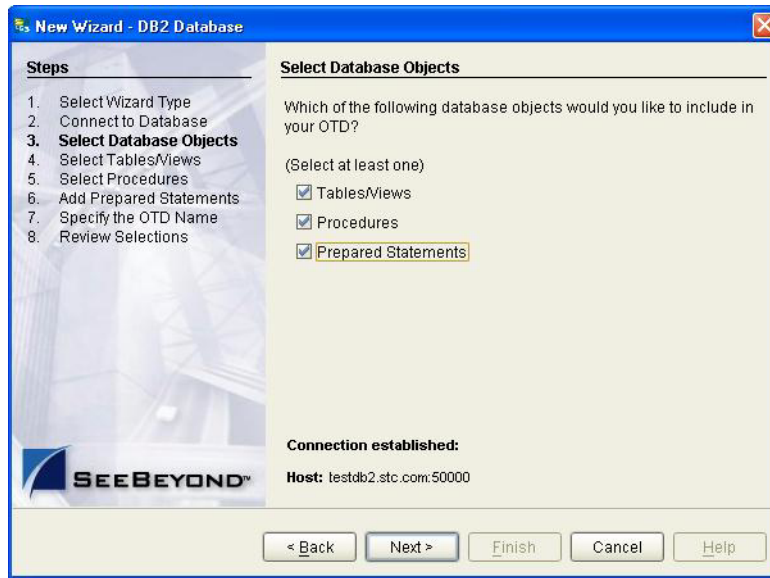 New Wizard - DB2 Database
Steps
1. Select Wizard Type
2. Connect to Database
3. Select Database Objects
4. Select Tables/Views
5. Select Procedures
6. Add Prepared Statements
7. Specify the OTD Name
8. Review Selections
Select Database Objects
Which of the following database objects would you like to include in
your OTD?
(Select at least one)
Tables/Views
Procedures
Prepared Statements
Connection established:
Host: testdb2.stc.com:50000
SEEBEYOND™
< Back
Next >
Finish
Cancel
Help